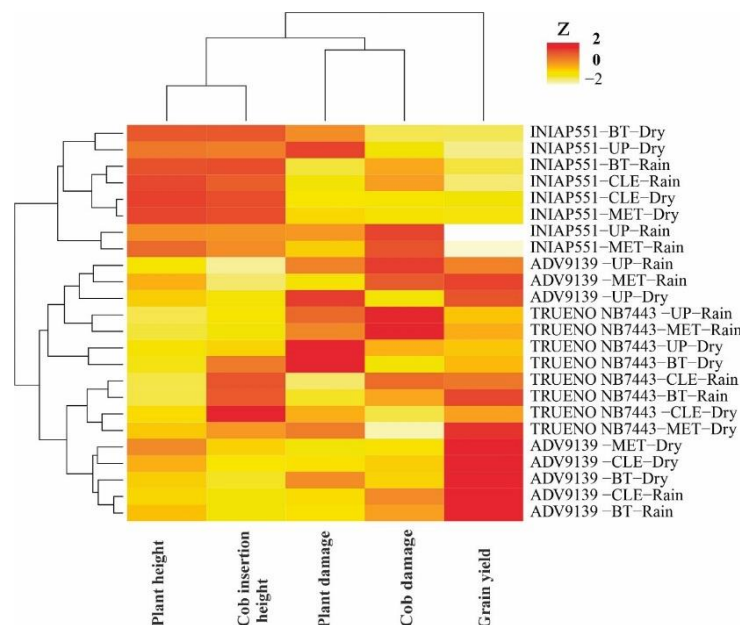 Z
2
0
−2
INIAP551−BT−Dry
INIAP551−UP−Dry
INIAP551−BT−Rain
INIAP551−CLE−Rain
INIAP551−CLE−Dry
INIAP551−MET−Dry
INIAP551−UP−Rain
INIAP551−MET−Rain
ADV9139 −UP−Rain
ADV9139 −MET−Rain
ADV9139 −UP−Dry
TRUENO NB7443 −UP−Rain
TRUENO NB7443−MET−Rain
TRUENO NB7443−UP−Dry
TRUENO NB7443−BT−Dry
TRUENO NB7443−CLE−Rain
TRUENO NB7443−BT−Rain
TRUENO NB7443 −CLE−Dry
TRUENO NB7443−MET−Dry
ADV9139 −MET−Dry
ADV9139 −CLE−Dry
ADV9139 −BT−Dry
ADV9139 −CLE−Rain
ADV9139 −BT−Rain
Plant height
Cob insertion
height
Plant damage
Cob damage
Grain yield